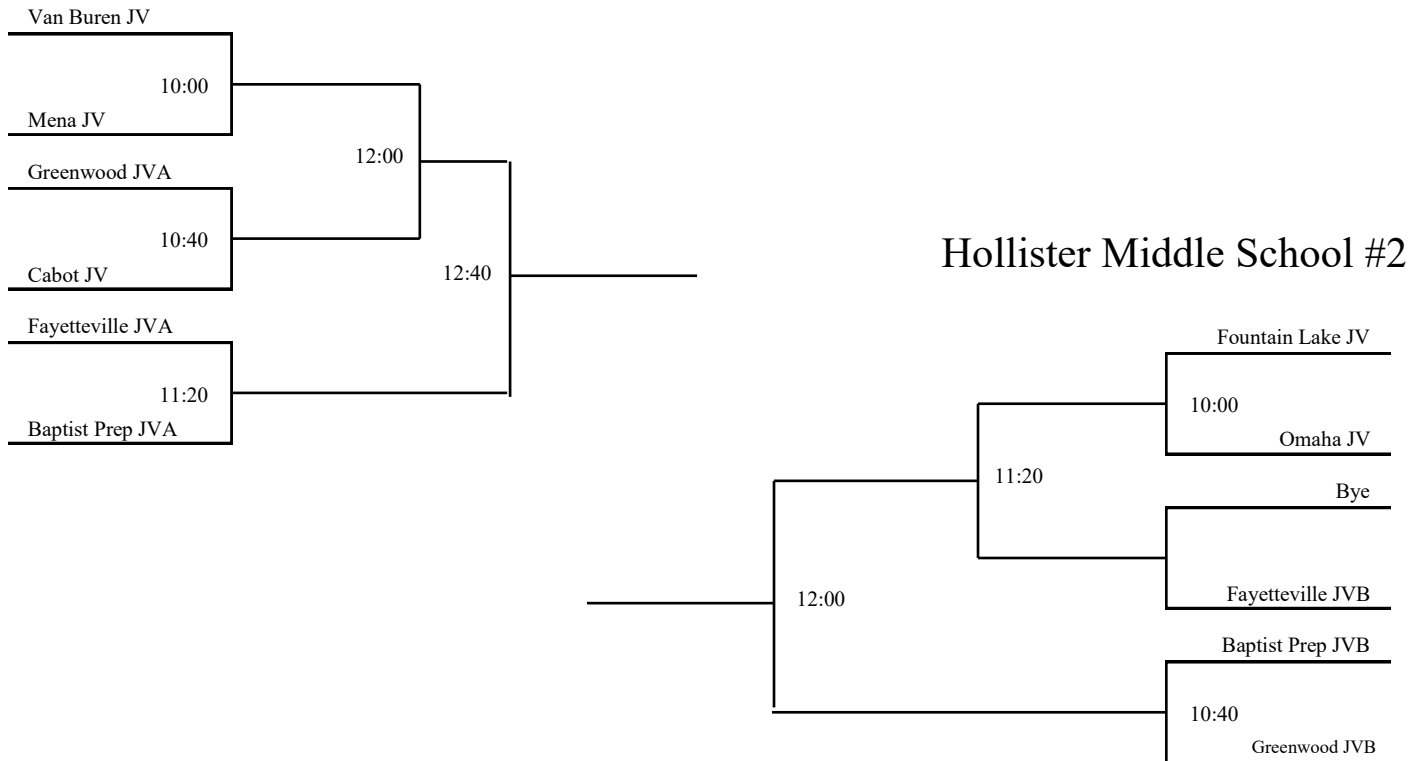 Van Buren JV
10:00
Mena JV
12:00
Greenwood JVA
10:40
Cabot JV
12:40
Fayetteville JVA
11:20
Baptist Prep JVA
Hollister Middle School #2
Fountain Lake JV
10:00
Omaha JV
11:20
Bye
Fayetteville JVB
12:00
Baptist Prep JVB
10:40
Greenwood JVB